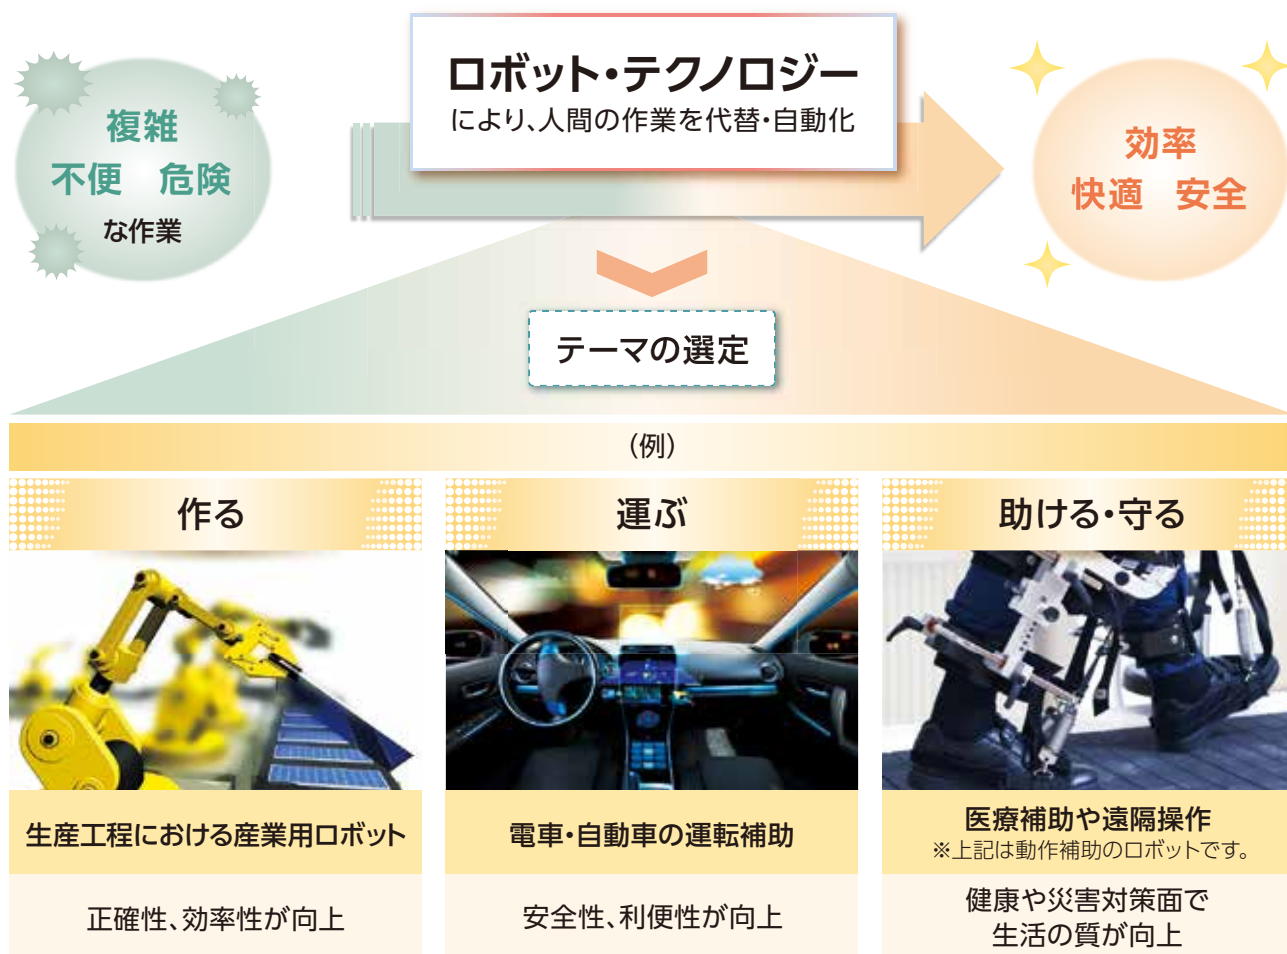 ロボット・テクノロジー
により、人間の作業を代替・自動化
複雑
不便 危険
な作業
効率
快適 安全
テーマの選定
(例)
作る
生産工程における産業用ロボット
正確性、効率性が向上
運ぶ
電車・自動車の運転補助
安全性、利便性が向上
助ける・守る
医療補助や遠隔操作
※上記は動作補助のロボットです。
健康や災害対策面で
生活の質が向上